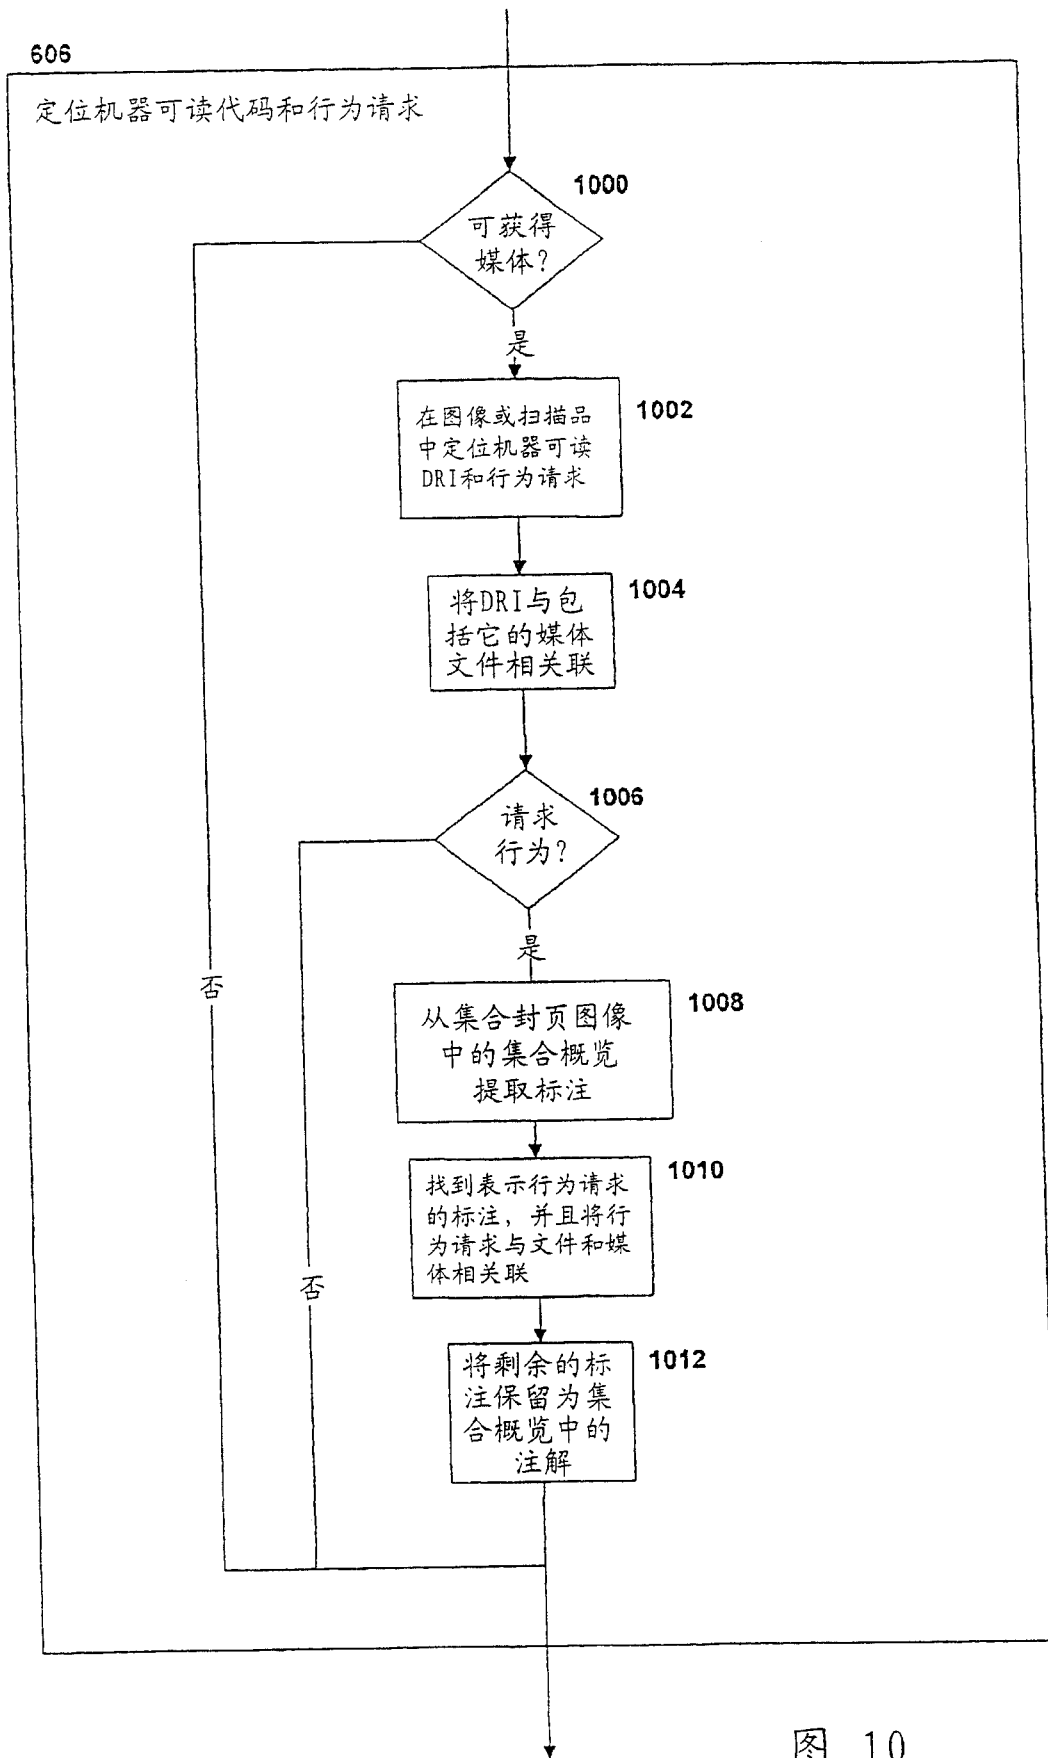 606
定位机器可读代码和行为请求
1000
可获得
媒体?
是
1002
在图像或扫描品
中定位机器可读
DRI和行为请求
1004
将DRI与包
括它的媒体
文件相关联
1006
请求
行为?
是
否
1008
从集合封页图像
中的集合概览
提取标注
1010
找到表示行为请求
的标注，并且将行
为请求与文件和媒
体相关联
否
1012
将剩余的标
注保留为集
合概览中的
注解
图 10